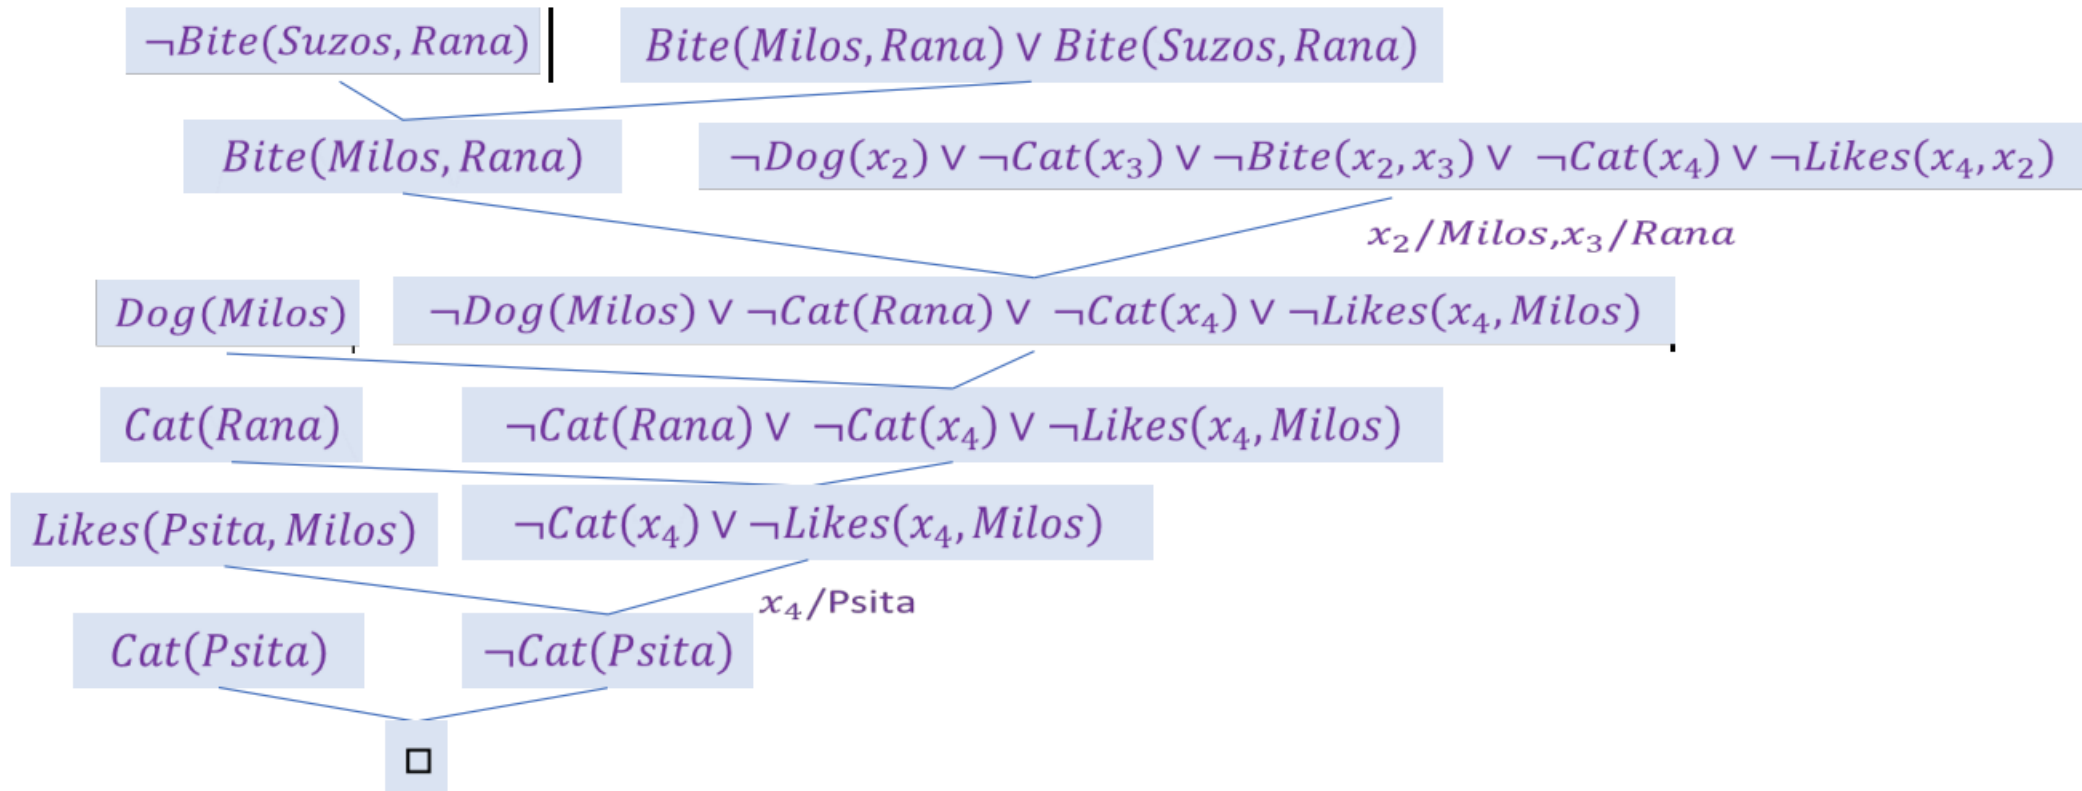 ¬Bite(Suzos, Rana) Bite(Milos, Rana) ∨ Bite(Suzos, Rana)
Bite(Milos, Rana) ¬Dog(x₂) ∨ ¬Cat(x₃) ∨ ¬Bite(x₂, x₃) ∨ ¬Cat(x₄) ∨ ¬Likes(x₄, x₂)
x₂/Milos,x₃/Rana
Dog(Milos) ¬Dog(Milos) ∨ ¬Cat(Rana) ∨ ¬Cat(x₄) ∨ ¬Likes(x₄, Milos)
Cat(Rana) ¬Cat(Rana) ∨ ¬Cat(x₄) ∨ ¬Likes(x₄, Milos)
Likes(Psita, Milos) ¬Cat(x₄) ∨ ¬Likes(x₄, Milos)
x₄/Psita
Cat(Psita) ¬Cat(Psita)
□